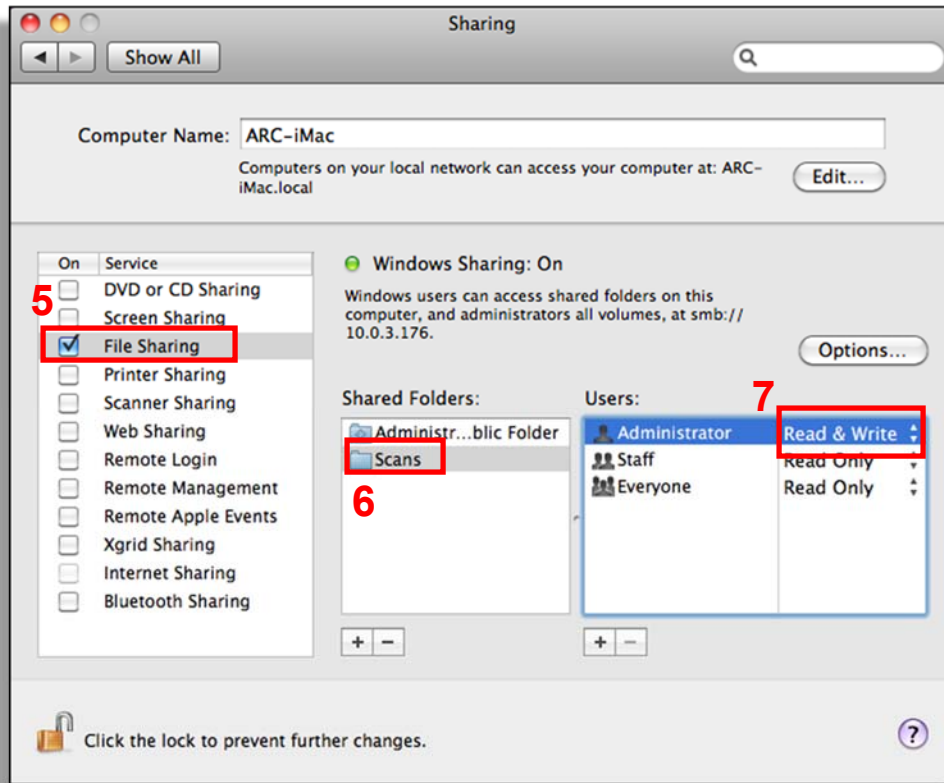 Sharing
Show All
Computer Name: ARC-iMac
Computers on your local network can access your computer at: ARC-
iMac.local
Edit...
On Service
5
DVD or CD Sharing
Screen Sharing
File Sharing
Printer Sharing
Scanner Sharing
Web Sharing
Remote Login
Remote Management
Remote Apple Events
Xgrid Sharing
Internet Sharing
Bluetooth Sharing
Windows Sharing: On
Windows users can access shared folders on this
computer, and administrators all volumes, at smb://
10.0.3.176.
Options...
Shared Folders:
Administr...blic Folder
Scans
6
+ −
Users:
7
Administrator Read & Write
Staff Read Only
Everyone Read Only
+ −
Click the lock to prevent further changes.
?